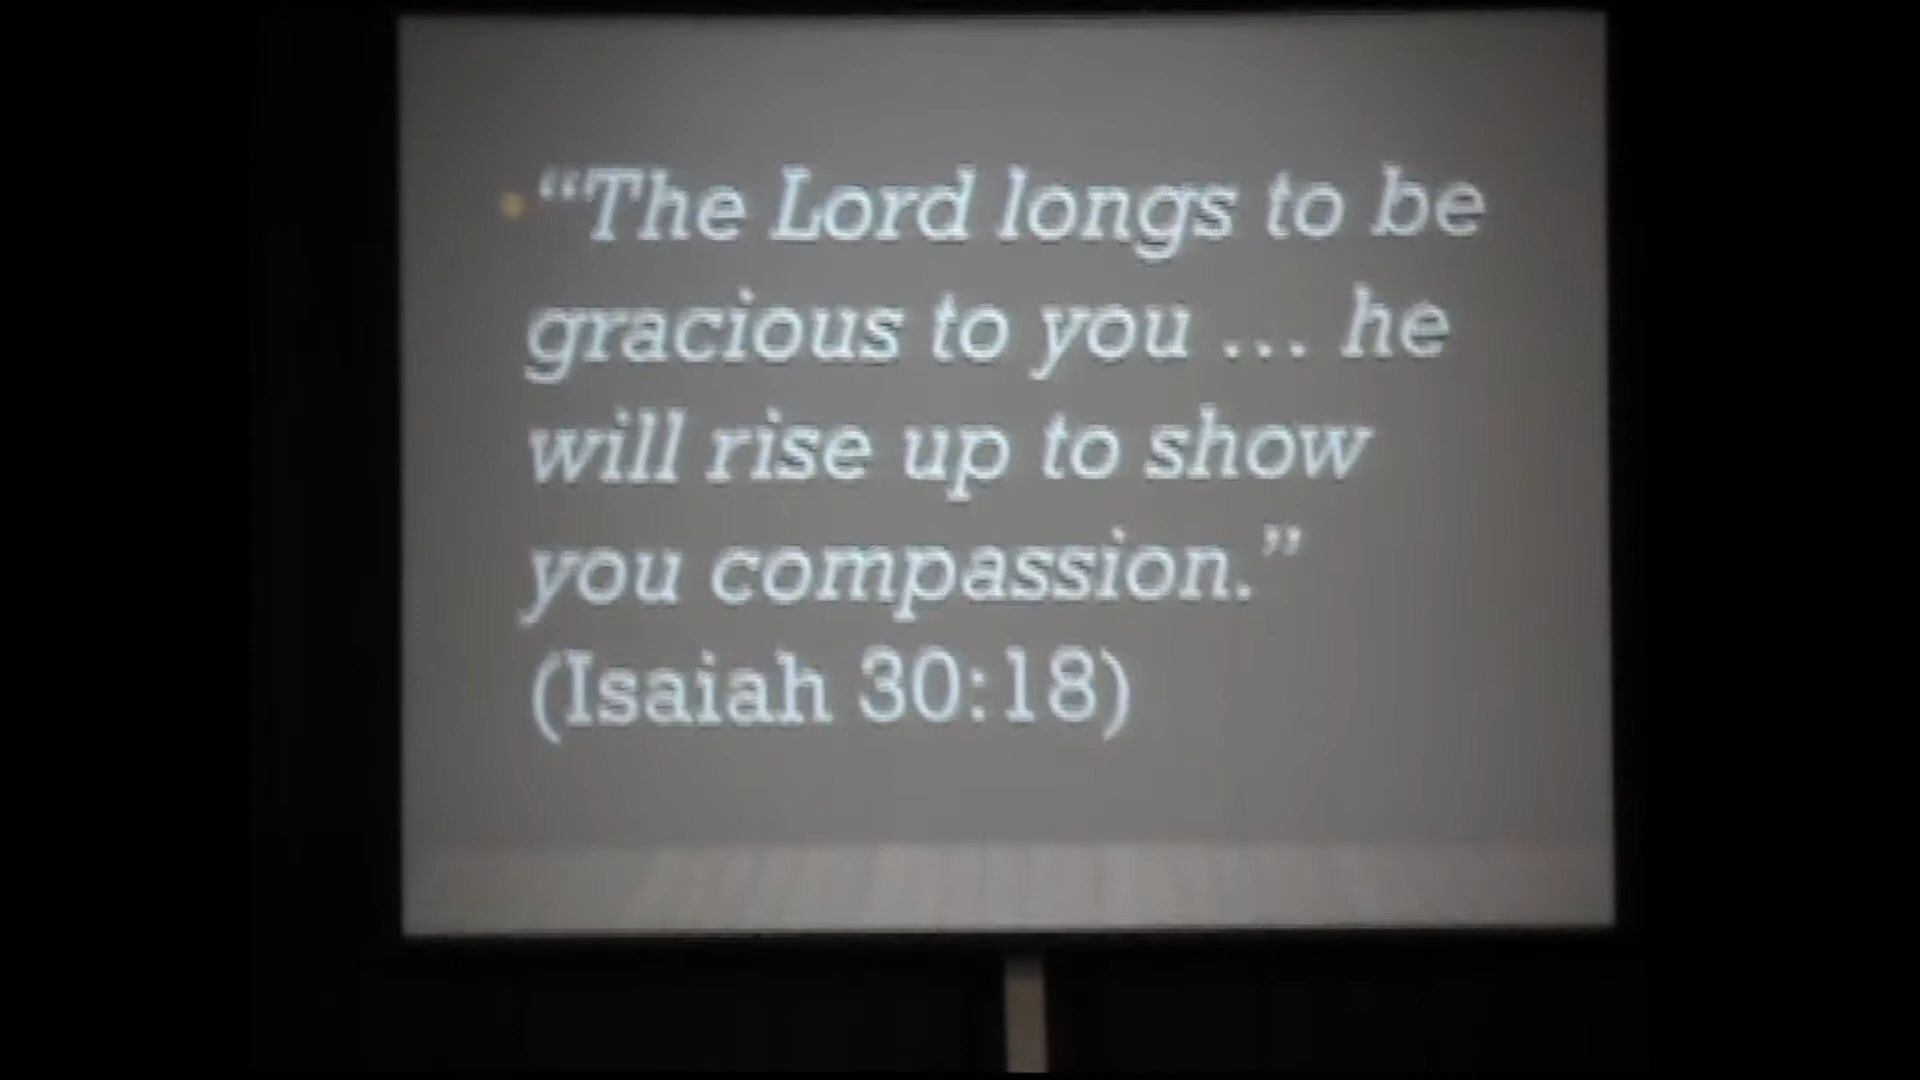 “The Lord longs to be
gracious to you ... he
will rise up to show
you compassion.”
(Isaiah 30:18)